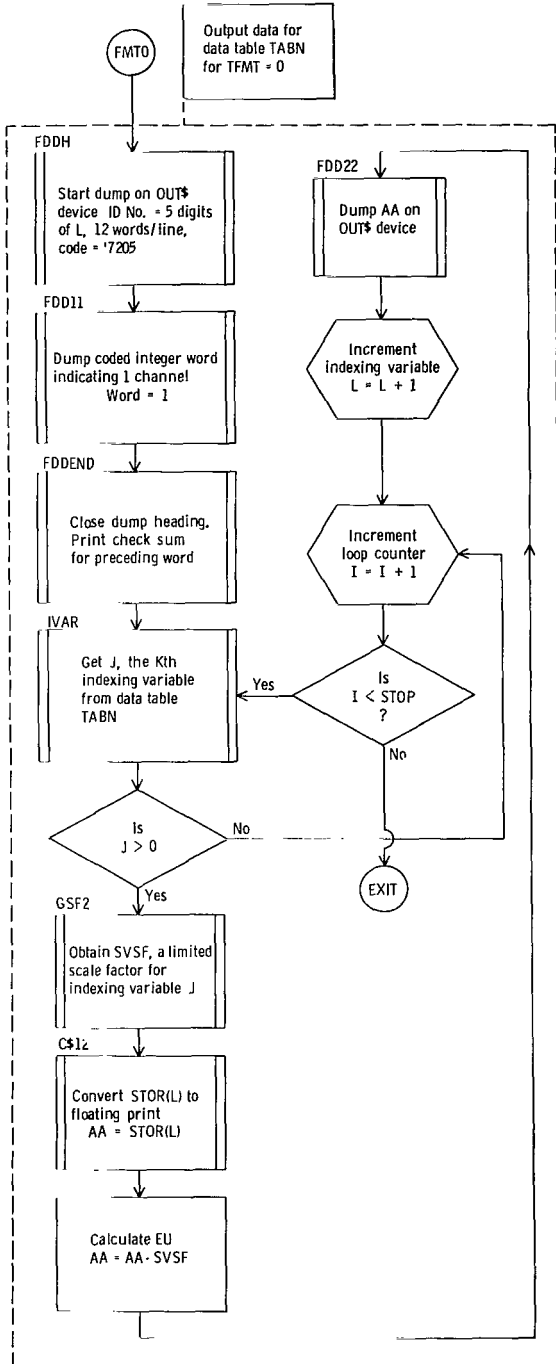 FMT0
Output data for
data table TABN
for TFMT = 0
FDDH
Start dump on OUT$
device ID No. = 5 digits
of L, 12 words/line,
code = '7205
FDD11
Dump coded integer word
indicating 1 channel
Word = 1
FDDEND
Close dump heading.
Print check sum
for preceding word
IVAR
Get J, the Kth
indexing variable
from data table
TABN
Is
J > 0
No
Yes
GSF2
Obtain SVSF, a limited
scale factor for
indexing variable J
C$12
Convert STOR(L) to
floating print
AA = STOR(L)
Calculate EU
AA = AA · SVSF
FDD22
Dump AA on
OUT$ device
Increment
indexing variable
L = L + 1
Increment
loop counter
I = I + 1
Is
I < STOP
?
Yes
No
EXIT